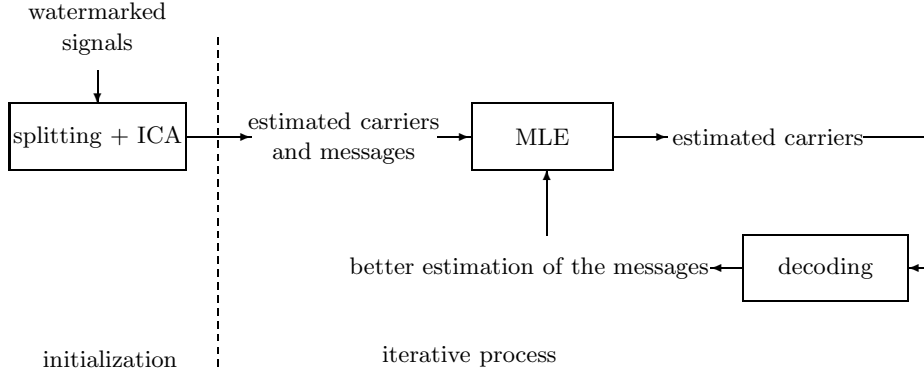 watermarked
signals
splitting + ICA
estimated carriers
and messages
MLE
estimated carriers
better estimation of the messages
decoding
initialization
iterative process